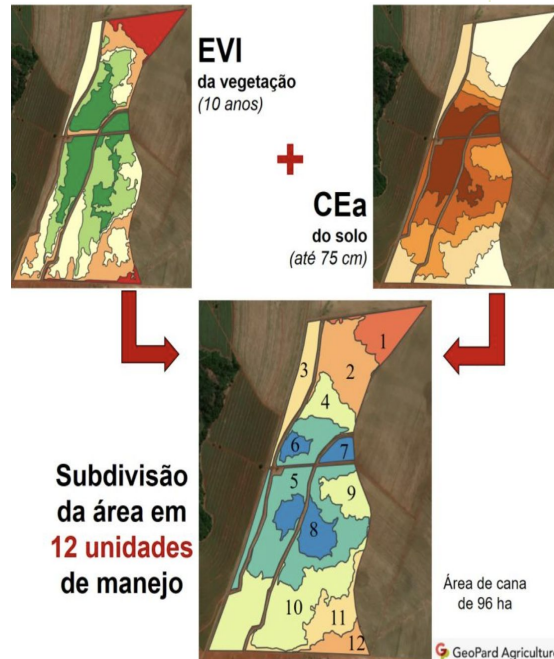 EVI
da vegetação
(10 anos)
+
CEa
do solo
(até 75 cm)
1
2
3
4
6
7
5
9
8
10
11
12
Subdivisão
da área em
12 unidades
de manejo
Área de cana
de 96 ha
GeoPard Agriculture